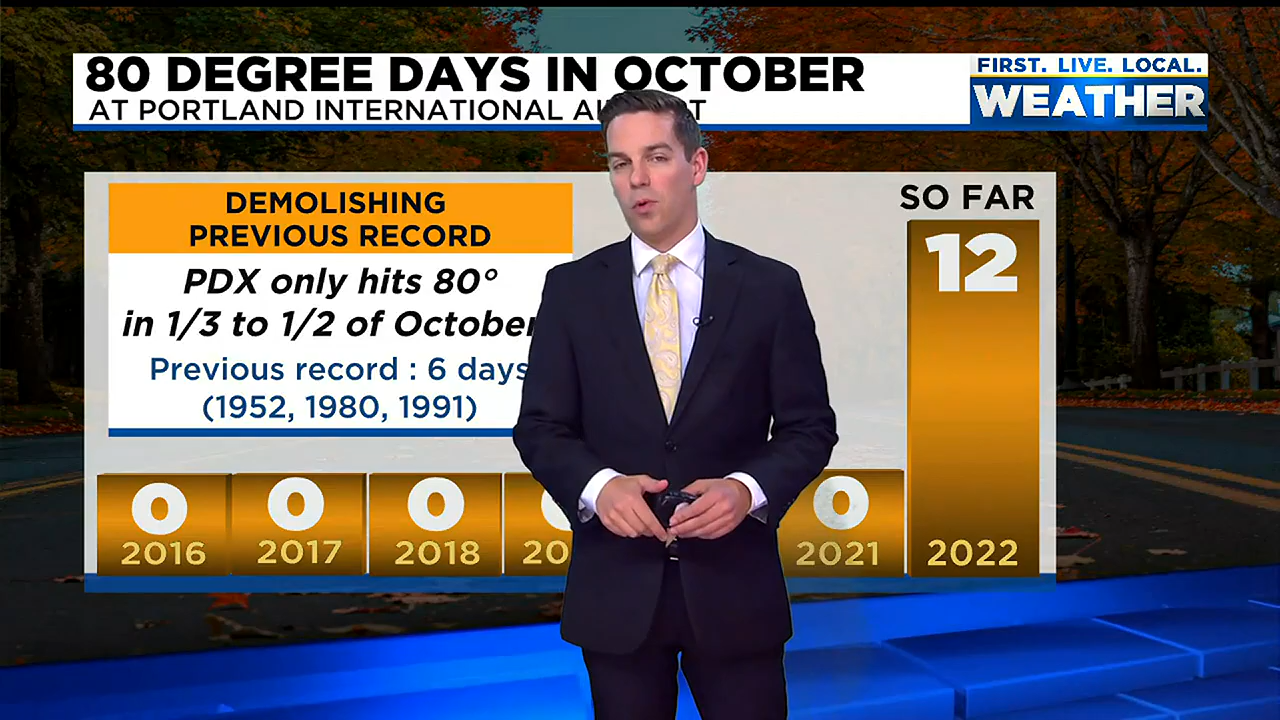 80 DEGREE DAYS IN OCTOBER
AT PORTLAND INTERNATIONAL
FIRST. LIVE. LOCAL.
WEATHER
DEMOLISHING
PREVIOUS RECORD
PDX only hits 80°
in 1/3 to 1/2 of October
Previous record : 6 days
(1952, 1980, 1991)
SO FAR
12
0 0 0 0
2016 2017 2018 20 2021 2022